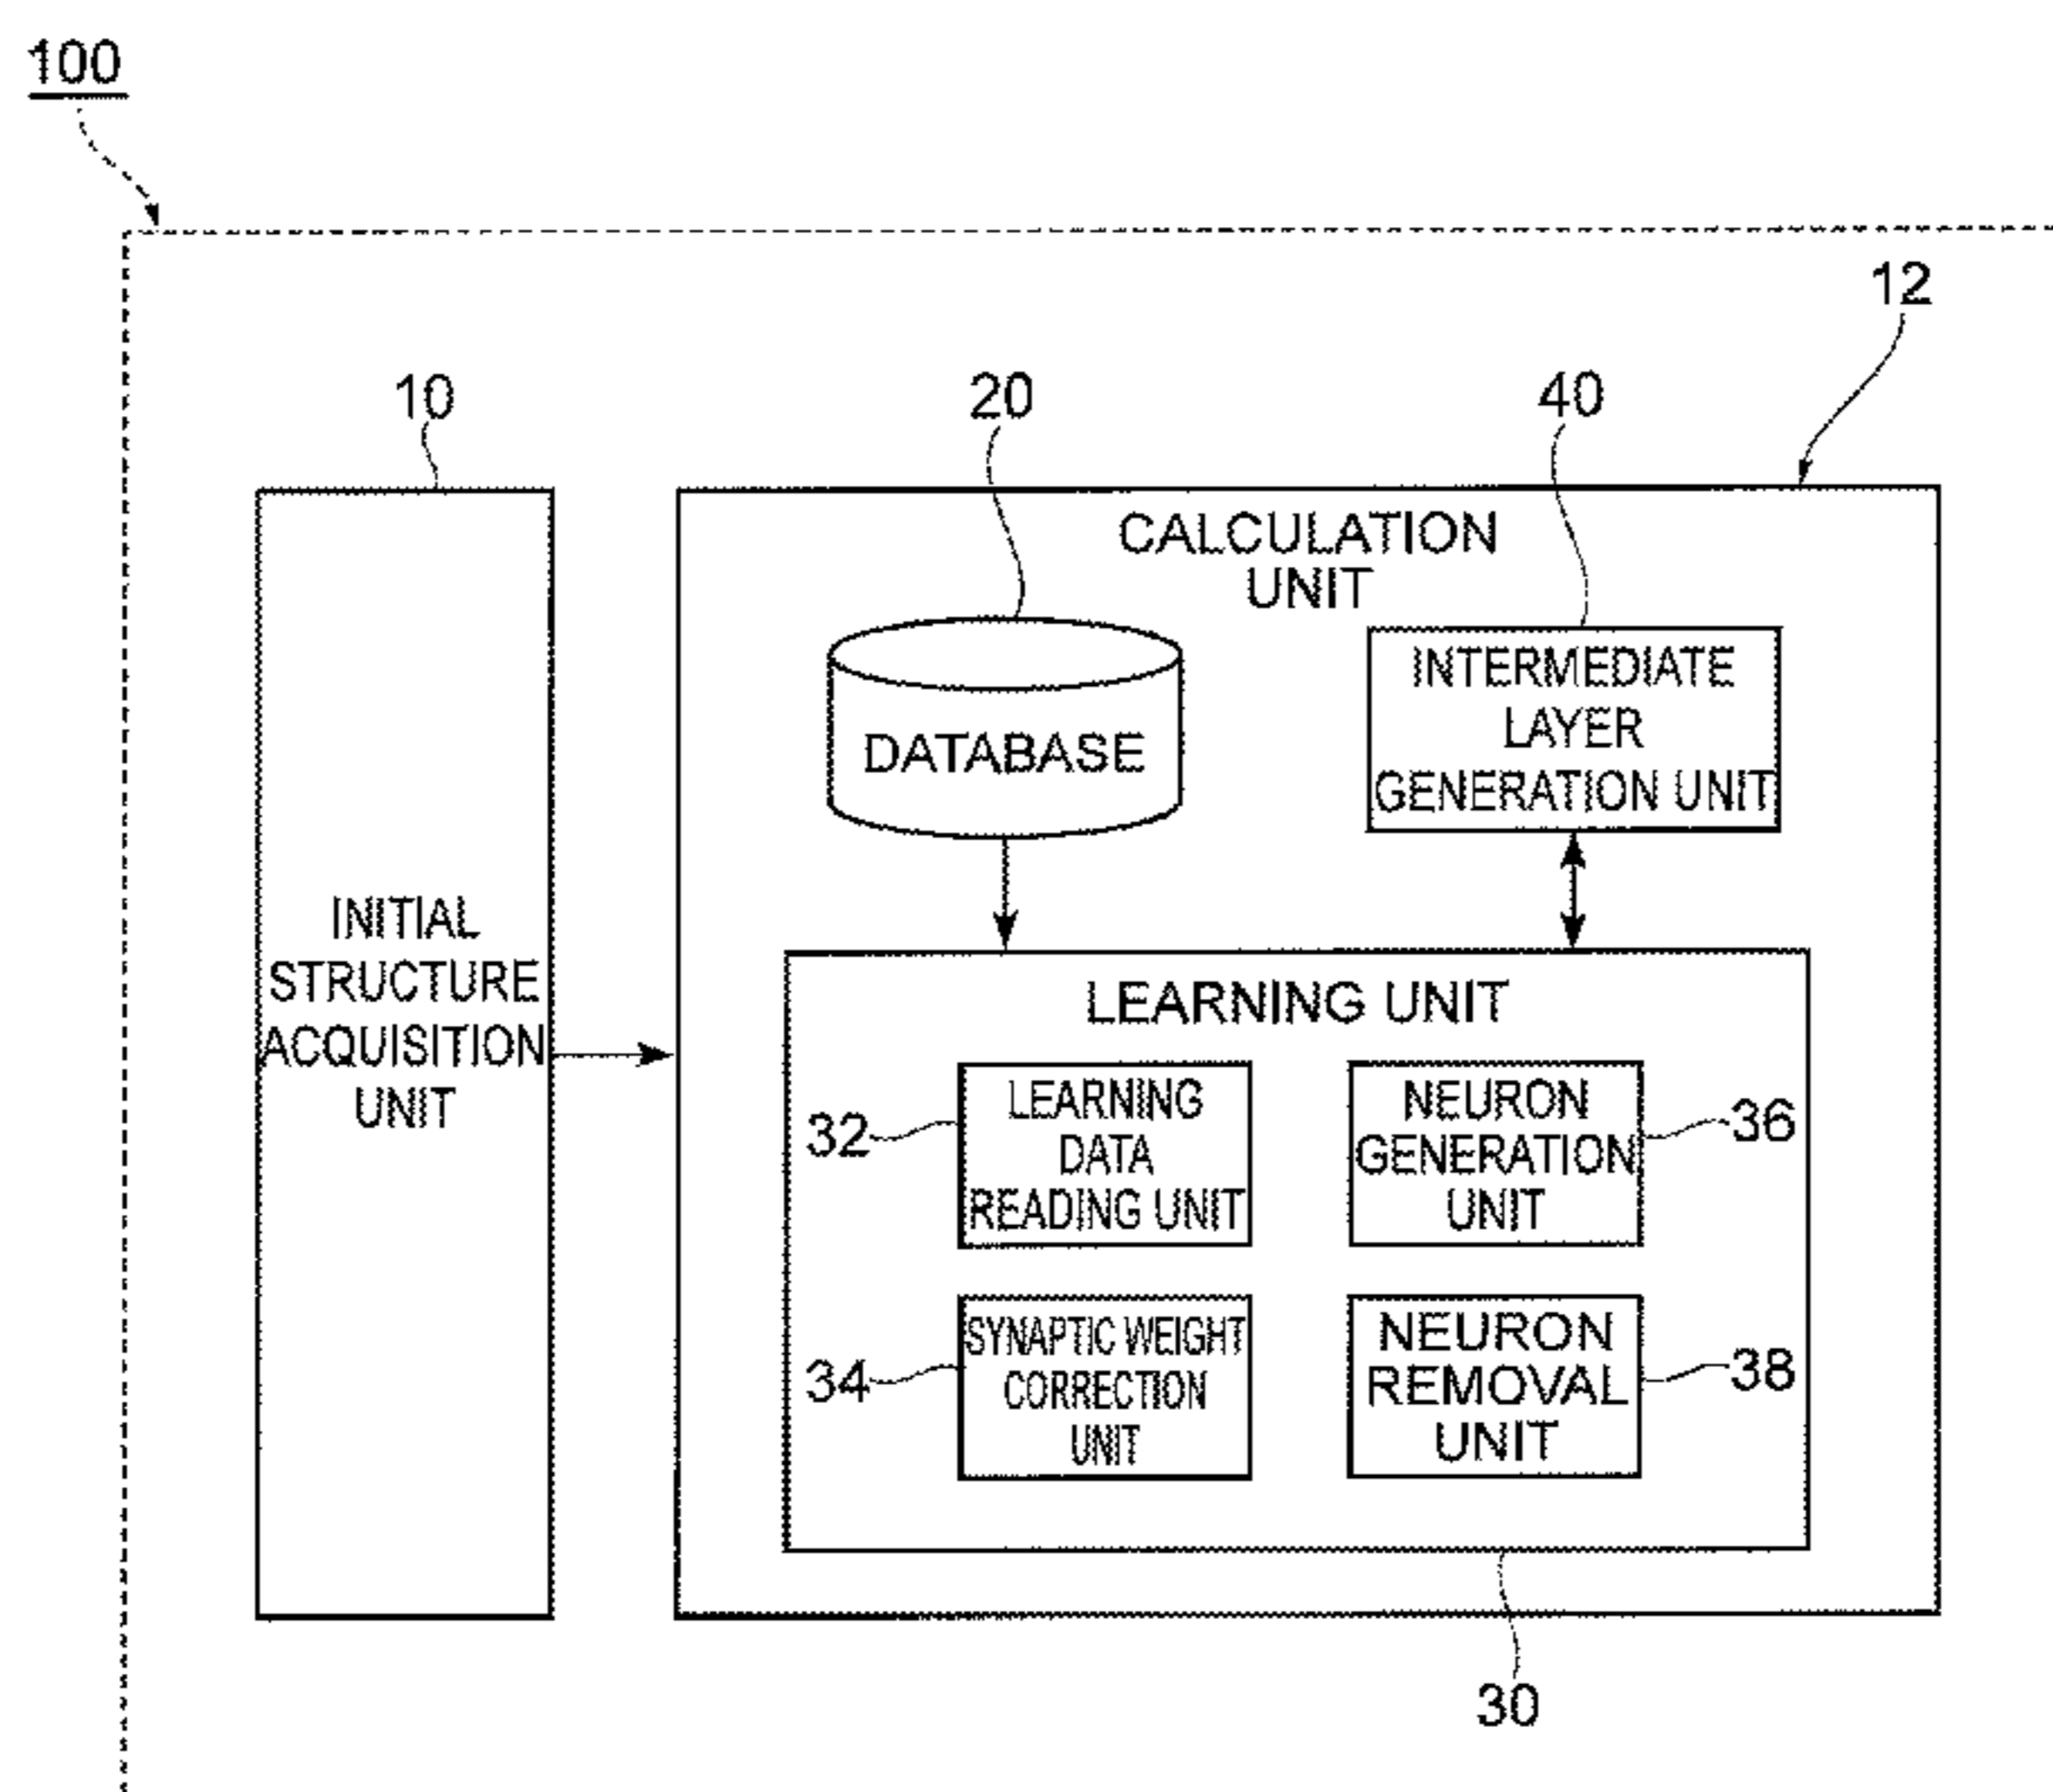 100
12
10
20
40
CALCULATION
UNIT
DATABASE
INTERMEDIATE
LAYER
GENERATION UNIT
INITIAL
STRUCTURE
ACQUISITION
UNIT
LEARNING UNIT
32
LEARNING
DATA
READING UNIT
NEURON
GENERATION
UNIT
36
34
SYNAPTIC WEIGHT
CORRECTION
UNIT
NEURON
REMOVAL
UNIT
38
30